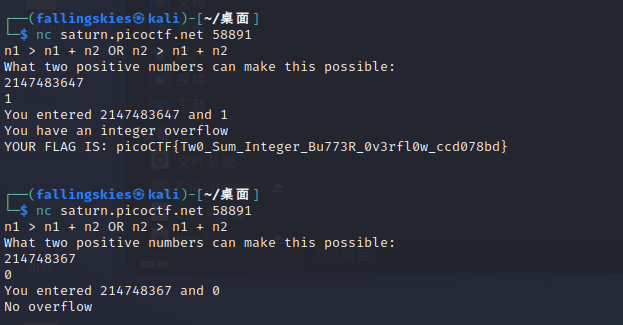 ┌──(fallingskies㉿kali)-[~/桌面]
└─$ nc saturn.picoctf.net 58891
n1 > n1 + n2 OR n2 > n1 + n2
What two positive numbers can make this possible:
2147483647
1
You entered 2147483647 and 1
You have an integer overflow
YOUR FLAG IS: picoCTF{Tw0_Sum_Integer_Bu773R_0v3rfl0w_ccd078bd}
┌──(fallingskies㉿kali)-[~/桌面]
└─$ nc saturn.picoctf.net 58891
n1 > n1 + n2 OR n2 > n1 + n2
What two positive numbers can make this possible:
214748367
0
You entered 214748367 and 0
No overflow